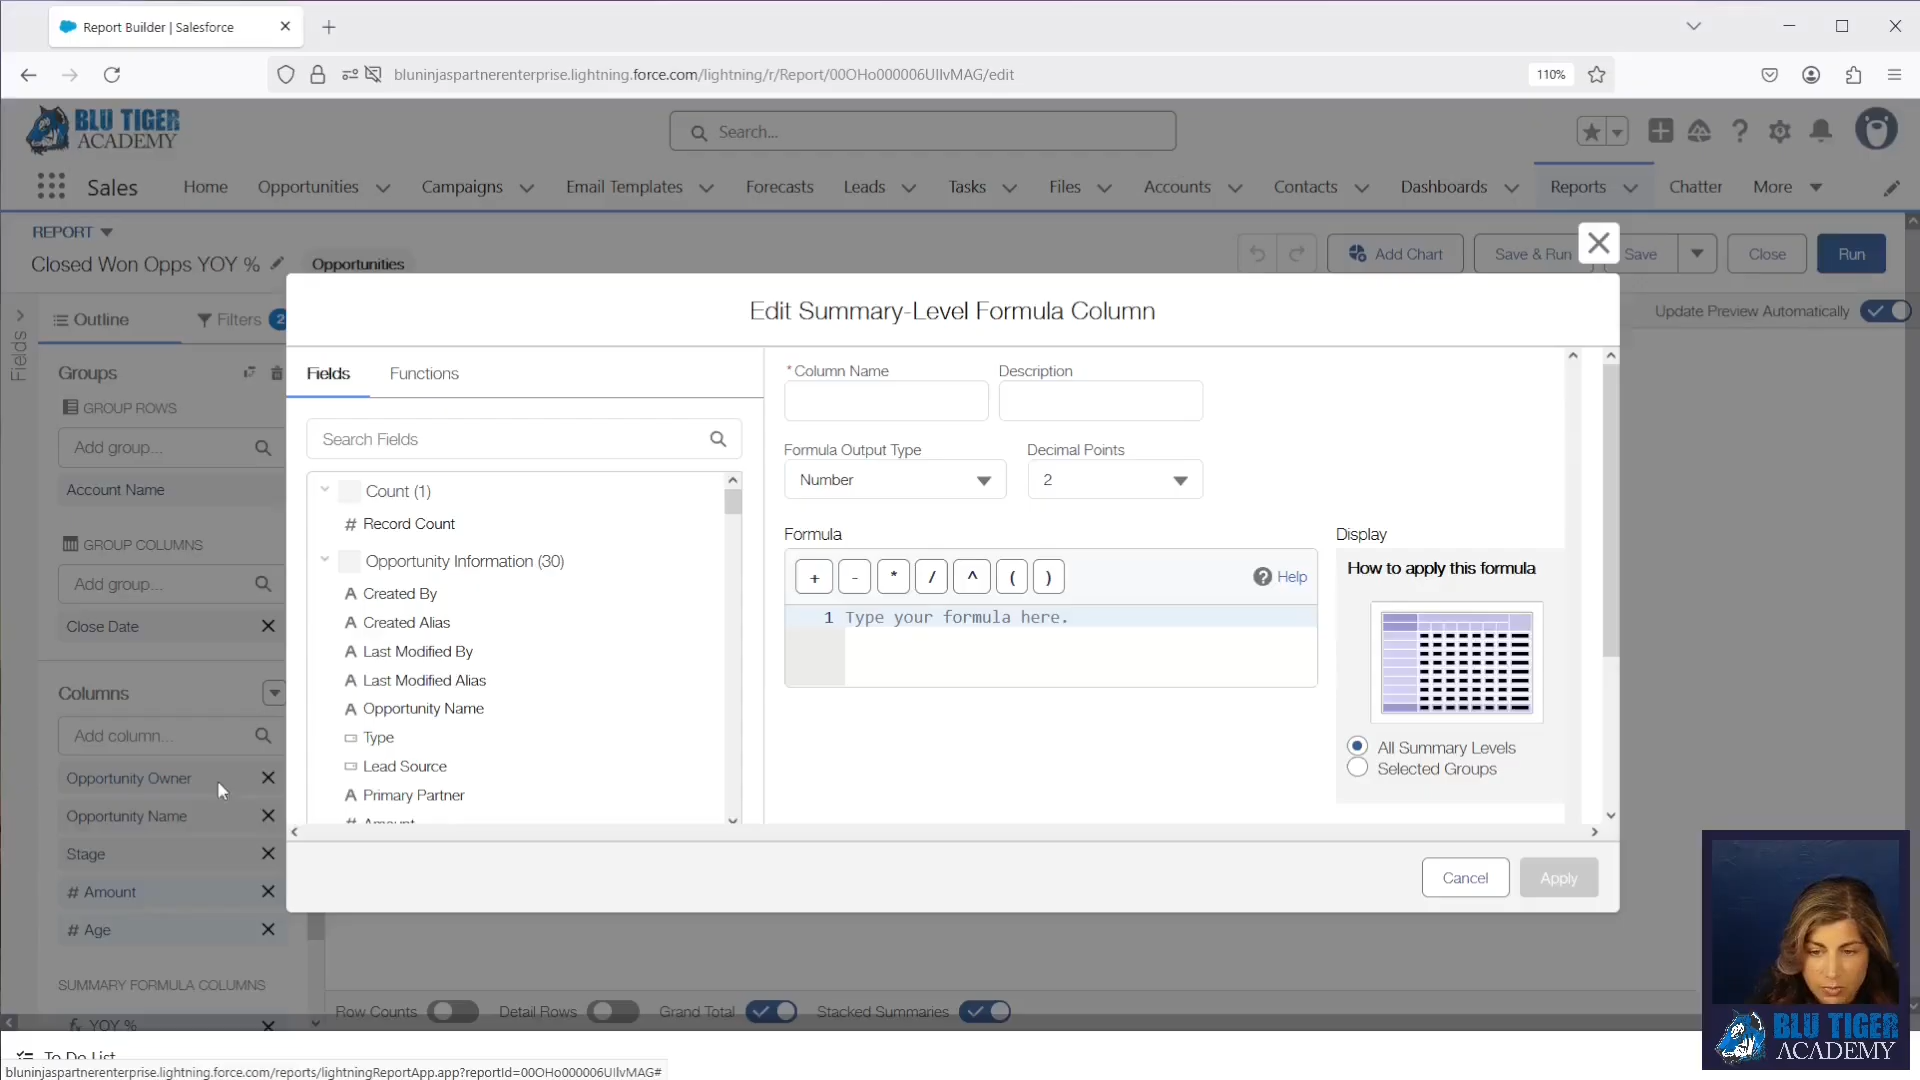 Report Builder | Salesforce
bluninjaspartnerenterprise.lightning.force.com/lightning/r/Report/00OHo000006UIIvMAG/edit
110%
BLU TIGER
ACADEMY
Search...
Sales
Home
Opportunities
Campaigns
Email Templates
Forecasts
Leads
Tasks
Files
Accounts
Contacts
Dashboards
Reports
Chatter
More
REPORT
Closed Won Opps YOY %
Opportunities
Add Chart
Save & Run
Save
Close
Run
Fields
Outline
Filters
2
Update Preview Automatically
Groups
GROUP ROWS
Add group...
Account Name
GROUP COLUMNS
Add group...
Close Date
Columns
Add column...
Opportunity Owner
Opportunity Name
Stage
# Amount
# Age
SUMMARY FORMULA COLUMNS
fx YOY %
Edit Summary-Level Formula Column
Fields
Functions
Search Fields
Count (1)
# Record Count
Opportunity Information (30)
A Created By
A Created Alias
A Last Modified By
A Last Modified Alias
A Opportunity Name
Type
Lead Source
A Primary Partner
# Amount
* Column Name
Description
Formula Output Type
Decimal Points
Number
2
Formula
+ - * / ^ ( )
Help
1 Type your formula here.
Display
How to apply this formula
All Summary Levels
Selected Groups
Cancel
Apply
Row Counts
Detail Rows
Grand Total
Stacked Summaries
To Do List
bluninjaspartnerenterprise.lightning.force.com/reports/lightningReportApp.app?reportId=00OHo000006UIIvMAG#
BLU TIGER
ACADEMY